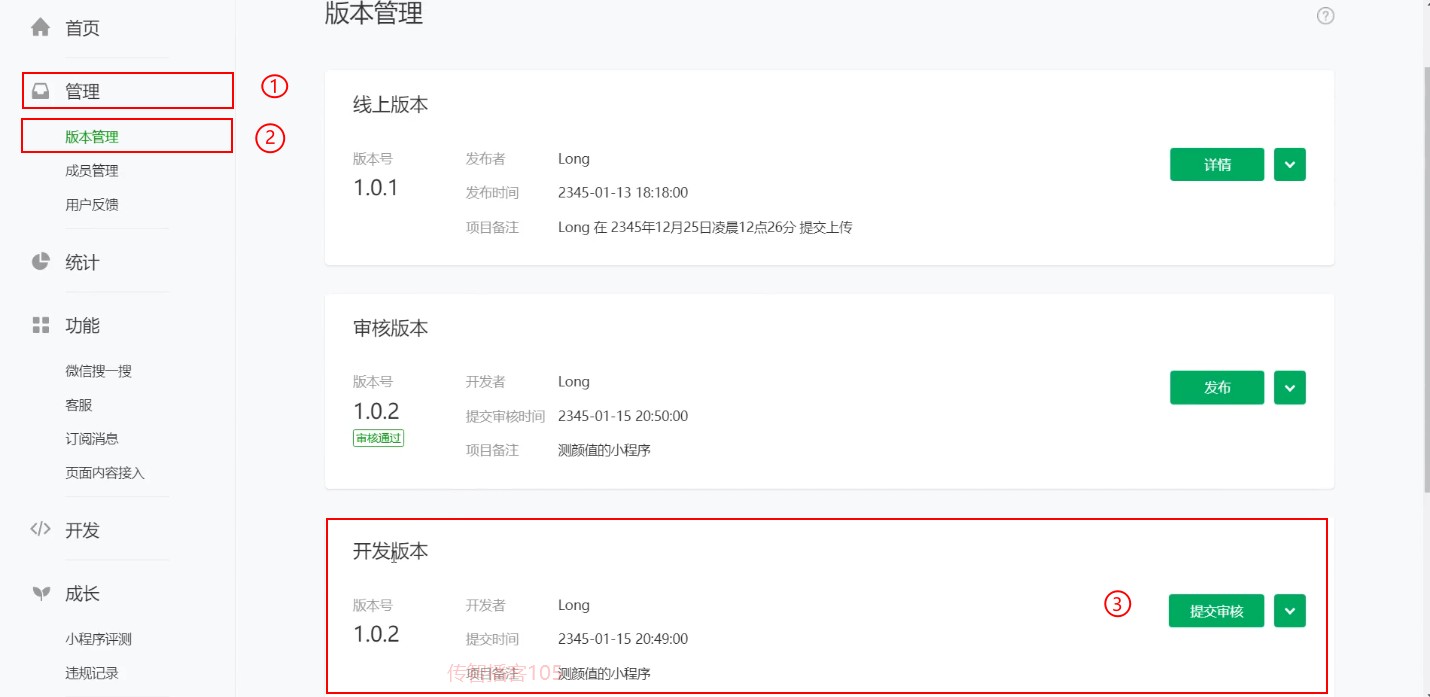 首页
管理
①
版本管理
②
成员管理
用户反馈
统计
功能
微信搜一搜
客服
订阅消息
页面内容接入
开发
成长
小程序评测
违规记录
版本管理
?
线上版本
版本号
1.0.1
发布者 Long
发布时间 2345-01-13 18:18:00
项目备注 Long 在 2345年12月25日凌晨12点26分 提交上传
详情
审核版本
版本号
1.0.2
审核通过
开发者 Long
提交审核时间 2345-01-15 20:50:00
项目备注 测颜值的小程序
发布
开发版本
版本号
1.0.2
开发者 Long
提交时间 2345-01-15 20:49:00
项目备注 测颜值的小程序
③
提交审核
传智播客105